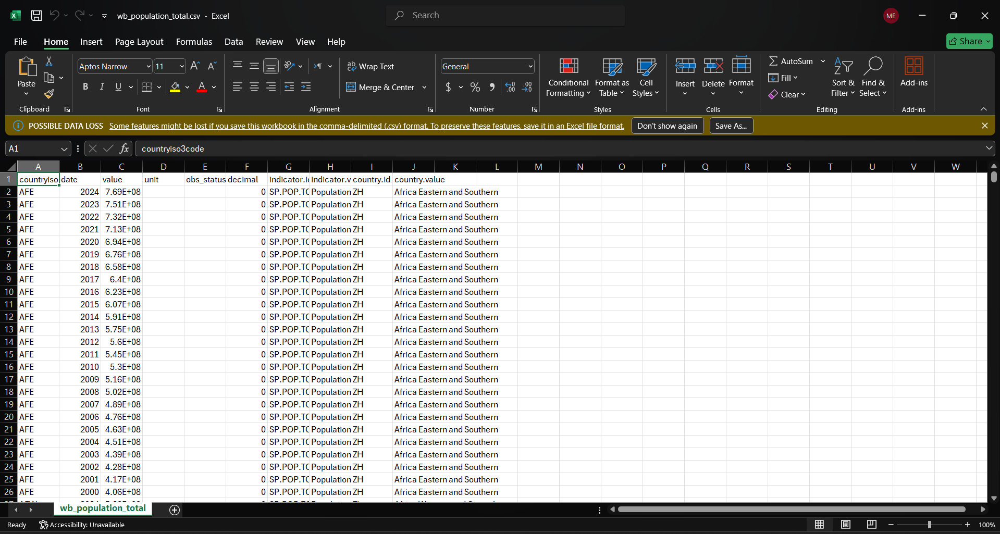 wb_population_total.csv - Excel
Search
ME
File Home Insert Page Layout Formulas Data Review View Help
Share
Paste
Clipboard
Aptos Narrow 11
B I U
Font
Wrap Text
Merge & Center
Alignment
General
$ %
Number
Conditional Formatting
Format as Table
Cell Styles
Styles
Insert Delete Format
Cells
AutoSum
Fill
Clear
Sort & Filter
Find & Select
Editing
Add-ins
Add-ins
POSSIBLE DATA LOSS Some features might be lost if you save this workbook in the comma-delimited (.csv) format. To preserve these features, save it in an Excel file format. Don't show again Save As...
A1 fx countryiso3code
A B C D E F G H I J K L M N O P Q R S T U V W
1 countryiso date value unit obs_status decimal indicator.i indicator.v country.id country.value
2 AFE 2024 7.69E+08 0 SP.POP.TC Population ZH Africa Eastern and Southern
3 AFE 2023 7.51E+08 0 SP.POP.TC Population ZH Africa Eastern and Southern
4 AFE 2022 7.32E+08 0 SP.POP.TC Population ZH Africa Eastern and Southern
5 AFE 2021 7.13E+08 0 SP.POP.TC Population ZH Africa Eastern and Southern
6 AFE 2020 6.94E+08 0 SP.POP.TC Population ZH Africa Eastern and Southern
7 AFE 2019 6.76E+08 0 SP.POP.TC Population ZH Africa Eastern and Southern
8 AFE 2018 6.58E+08 0 SP.POP.TC Population ZH Africa Eastern and Southern
9 AFE 2017 6.4E+08 0 SP.POP.TC Population ZH Africa Eastern and Southern
10 AFE 2016 6.23E+08 0 SP.POP.TC Population ZH Africa Eastern and Southern
11 AFE 2015 6.07E+08 0 SP.POP.TC Population ZH Africa Eastern and Southern
12 AFE 2014 5.91E+08 0 SP.POP.TC Population ZH Africa Eastern and Southern
13 AFE 2013 5.75E+08 0 SP.POP.TC Population ZH Africa Eastern and Southern
14 AFE 2012 5.6E+08 0 SP.POP.TC Population ZH Africa Eastern and Southern
15 AFE 2011 5.45E+08 0 SP.POP.TC Population ZH Africa Eastern and Southern
16 AFE 2010 5.3E+08 0 SP.POP.TC Population ZH Africa Eastern and Southern
17 AFE 2009 5.16E+08 0 SP.POP.TC Population ZH Africa Eastern and Southern
18 AFE 2008 5.02E+08 0 SP.POP.TC Population ZH Africa Eastern and Southern
19 AFE 2007 4.89E+08 0 SP.POP.TC Population ZH Africa Eastern and Southern
20 AFE 2006 4.76E+08 0 SP.POP.TC Population ZH Africa Eastern and Southern
21 AFE 2005 4.63E+08 0 SP.POP.TC Population ZH Africa Eastern and Southern
22 AFE 2004 4.51E+08 0 SP.POP.TC Population ZH Africa Eastern and Southern
23 AFE 2003 4.39E+08 0 SP.POP.TC Population ZH Africa Eastern and Southern
24 AFE 2002 4.28E+08 0 SP.POP.TC Population ZH Africa Eastern and Southern
25 AFE 2001 4.17E+08 0 SP.POP.TC Population ZH Africa Eastern and Southern
26 AFE 2000 4.06E+08 0 SP.POP.TC Population ZH Africa Eastern and Southern
wb_population_total
Ready Accessibility: Unavailable 100%